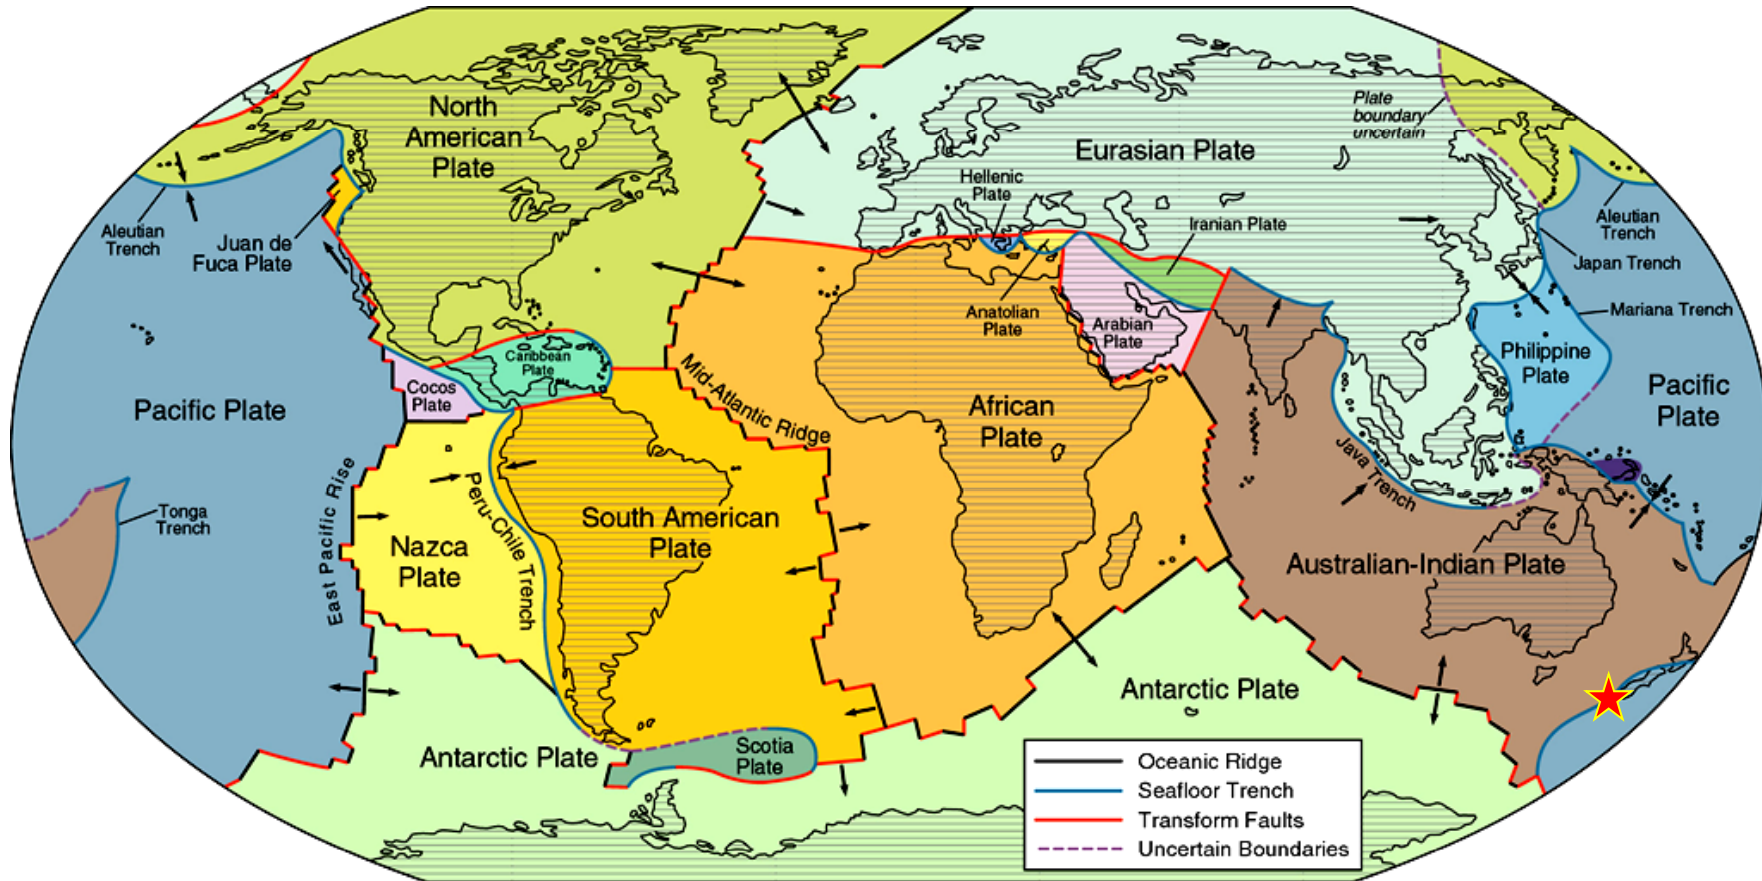 North
American
Plate
Plate
boundary
uncertain
Eurasian Plate
Hellenic
Plate
Iranian Plate
Aleutian
Trench
Juan de
Fuca Plate
Aleutian
Trench
Japan Trench
Mariana Trench
Anatolian
Plate
Arabian
Plate
Philippine
Plate
Caribbean
Plate
Cocos
Plate
Pacific Plate
Mid-Atlantic Ridge
African
Plate
Pacific
Plate
Java Trench
Tonga
Trench
East Pacific Rise
Peru-Chile Trench
Nazca
Plate
South American
Plate
Australian-Indian Plate
Antarctic Plate
Antarctic Plate
Scotia
Plate
Oceanic Ridge
Seafloor Trench
Transform Faults
Uncertain Boundaries